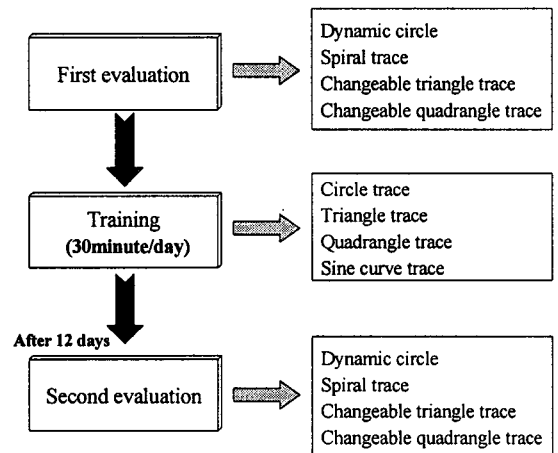 First evaluation
Dynamic circle
Spiral trace
Changeable triangle trace
Changeable quadrangle trace
Training
(30minute/day)
Circle trace
Triangle trace
Quadrangle trace
Sine curve trace
After 12 days
Second evaluation
Dynamic circle
Spiral trace
Changeable triangle trace
Changeable quadrangle trace